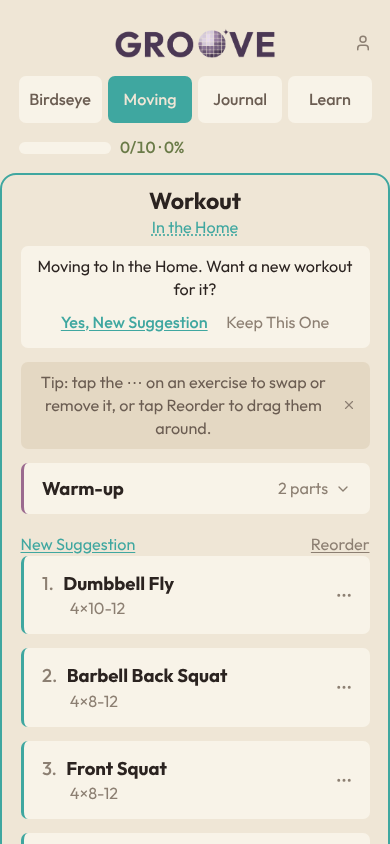 GROOVE
Birdseye
Moving
Journal
Learn
0/10 · 0%
Workout
In the Home
Moving to In the Home. Want a new workout
for it?
Yes, New Suggestion
Keep This One
Tip: tap the ··· on an exercise to swap or
remove it, or tap Reorder to drag them
around.
×
Warm-up
2 parts
New Suggestion
Reorder
1. Dumbbell Fly
···
4×10-12
2. Barbell Back Squat
···
4×8-12
3. Front Squat
···
4×8-12